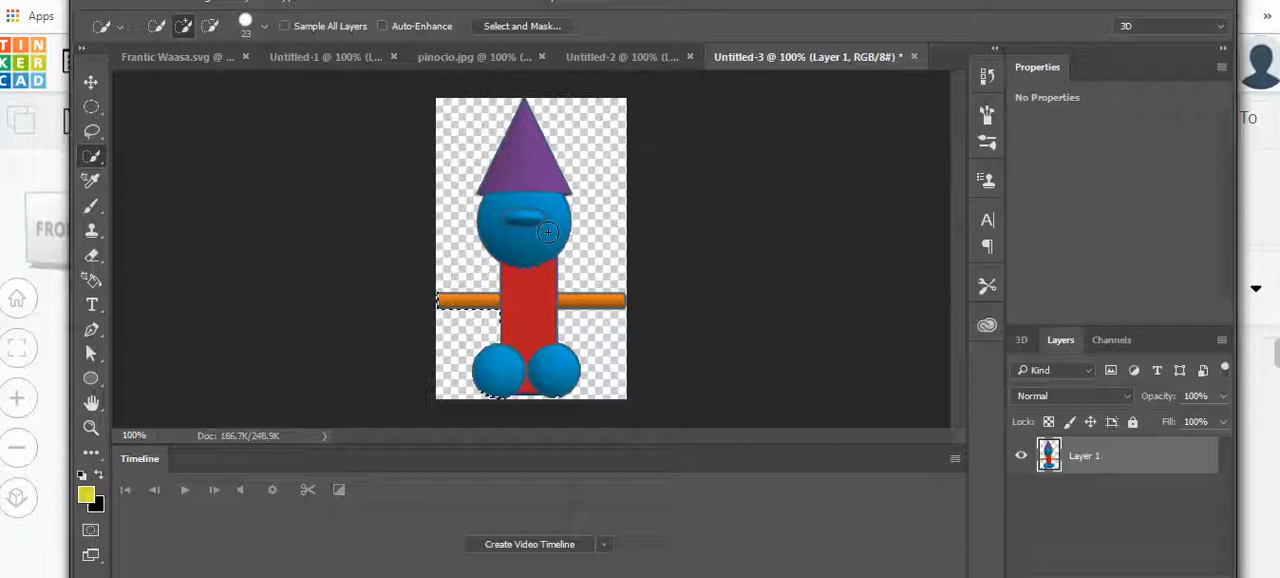 Apps
»
23
Sample All Layers
Auto-Enhance
Select and Mask...
3D
TIN
KER
CAD
Frantic Waasa.svg @ ... ×
Untitled-1 @ 100% (L... ×
pinocio.jpg @ 100% (... ×
Untitled-2 @ 100% (L... ×
Untitled-3 @ 100% (Layer 1, RGB/8#) * ×
Properties
No Properties
To
FRO
3D
Layers
Channels
Kind
Normal
Opacity: 100%
Lock:
Fill: 100%
Layer 1
100%
Doc: 186.7K/248.9K
Timeline
Create Video Timeline